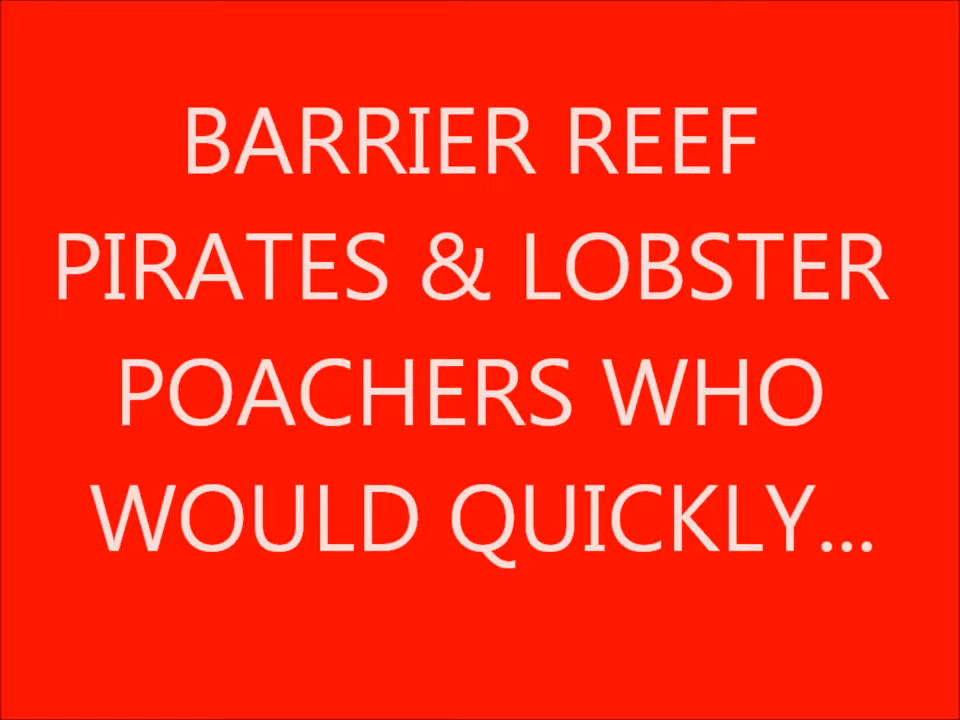 BARRIER REEF
PIRATES & LOBSTER
POACHERS WHO
WOULD QUICKLY...